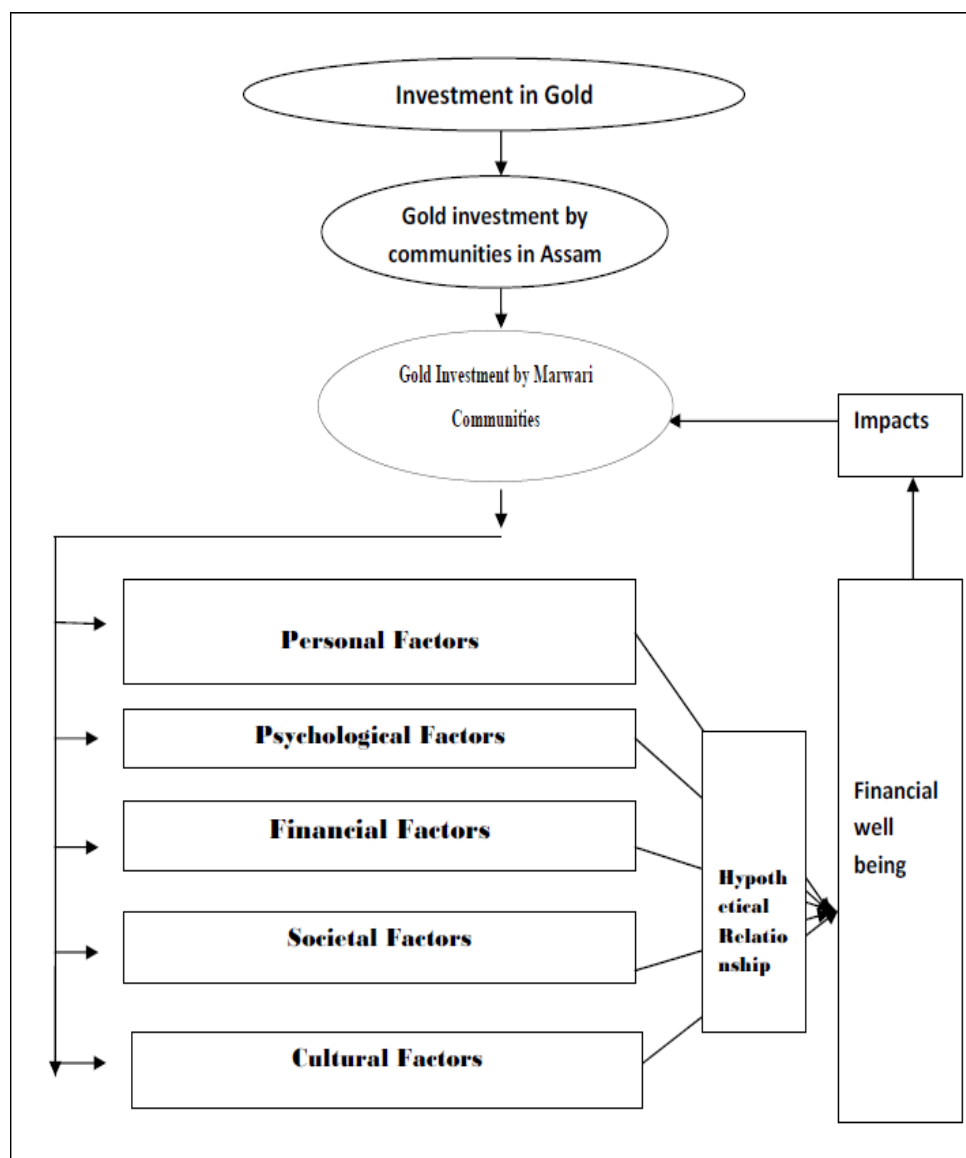 Investment in Gold
Gold investment by
communities in Assam
Gold Investment by Marwari
Communities
Impacts
Personal Factors
Psychological Factors
Financial Factors
Societal Factors
Cultural Factors
Hypoth
etical
Relatio
nship
Financial
well
being